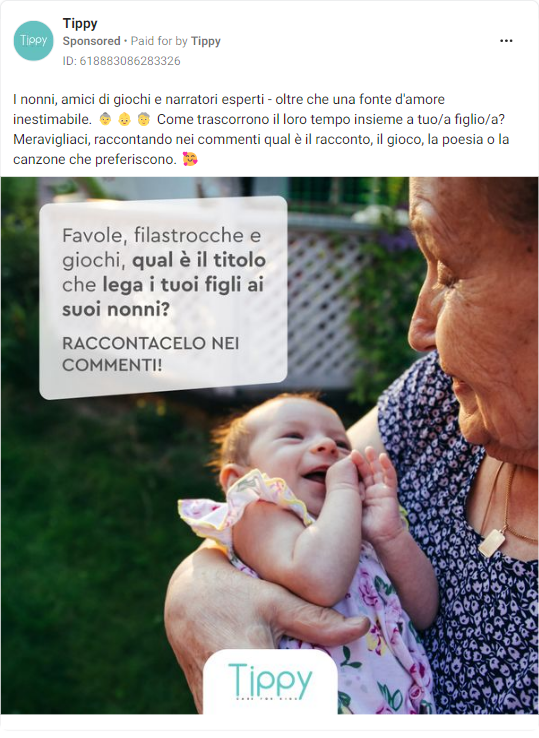 Tippy
Tippy
Sponsored • Paid for by Tippy
ID: 618883086283326
I nonni, amici di giochi e narratori esperti - oltre che una fonte d'amore
inestimabile. 👵 👴 🧓 Come trascorrono il loro tempo insieme a tuo/a figlio/a?
Meravigliaci, raccontando nei commenti qual è il racconto, il gioco, la poesia o la
canzone che preferiscono. 🥰
Favole, filastrocche e
giochi, qual è il titolo
che lega i tuoi figli ai
suoi nonni?
RACCONTACELO NEI
COMMENTI!
Tippy